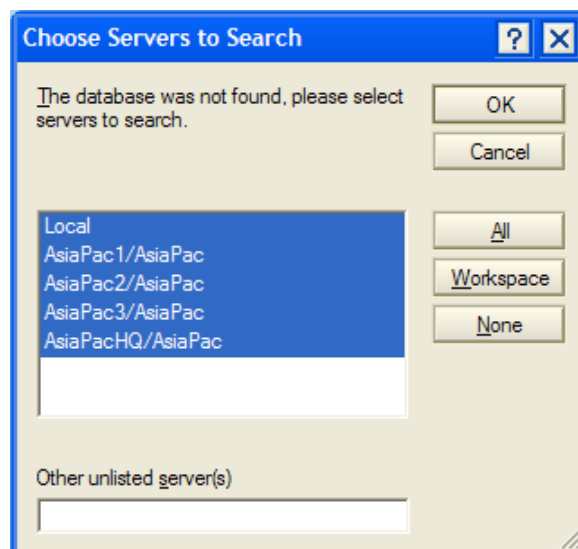 Choose Servers to Search
The database was not found, please select
servers to search.
OK
Cancel
Local
AsiaPac1/AsiaPac
AsiaPac2/AsiaPac
AsiaPac3/AsiaPac
AsiaPacHQ/AsiaPac
All
Workspace
None
Other unlisted server(s)